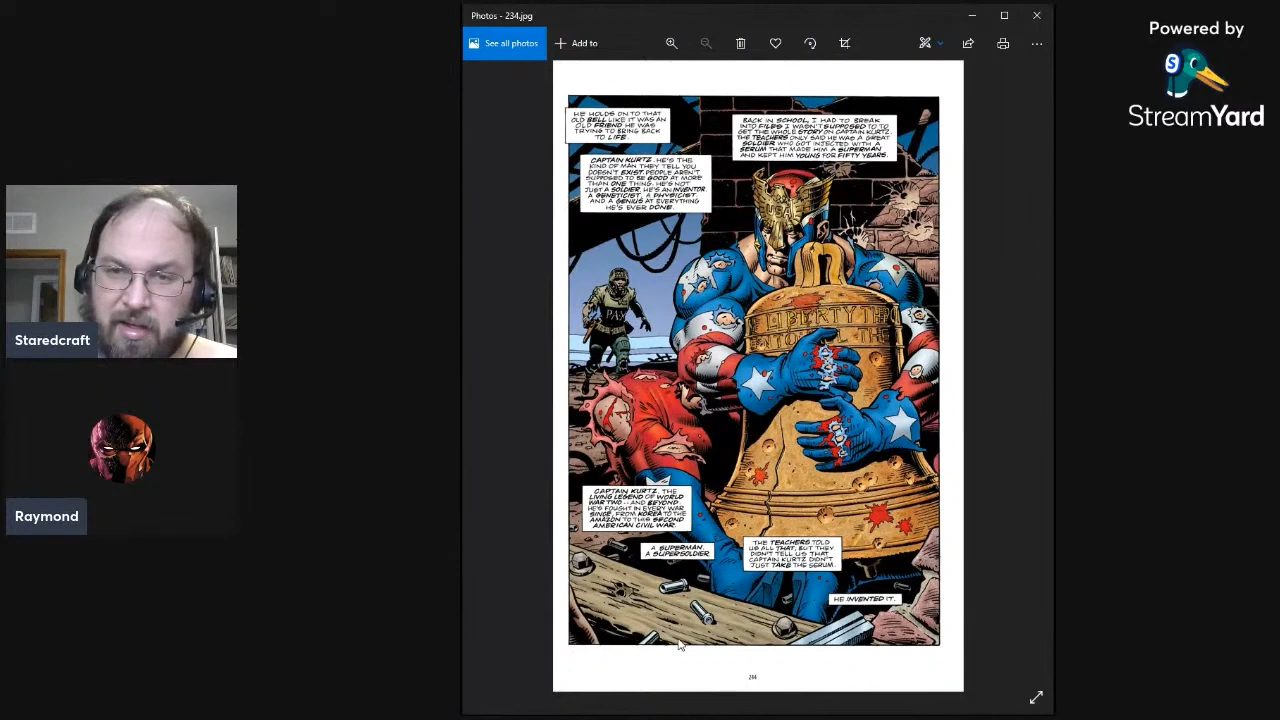 Photos - 234.jpg
See all photos
Add to
Powered by
StreamYard
HE HOLDS ON TO THAT
OLD BELL LIKE IT WAS AN
OLD FRIEND HE WAS
TRYING TO BRING BACK
TO LIFE.
BACK IN SCHOOL, I HAD TO BREAK
INTO FILES I WASN'T SUPPOSED TO TO
GET THE WHOLE STORY ON CAPTAIN KURTZ.
THE TEACHERS ONLY SAID HE WAS A GREAT
SOLDIER WHO GOT INJECTED WITH A
SERUM THAT MADE HIM A SUPERMAN
AND KEPT HIM YOUNG FOR FIFTY YEARS.
CAPTAIN KURTZ. HE'S THE
KIND OF MAN THEY TELL YOU
DOESN'T EXIST. PEOPLE AREN'T
SUPPOSED TO BE GOOD AT MORE
THAN ONE THING. HE'S NOT
JUST A SOLDIER. HE'S AN INVENTOR.
A GENETICIST, A PHYSICIST.
AND A GENIUS AT EVERYTHING
HE'S EVER DONE.
PAX
LIBERTY
CAPTAIN KURTZ. THE
LIVING LEGEND OF WORLD
WAR TWO -- AND BEYOND.
HE'S FOUGHT IN EVERY WAR
SINCE, FROM KOREA TO THE
AMAZON TO THIS SECOND
AMERICAN CIVIL WAR.
A SUPERMAN.
A SUPERSOLDIER.
THE TEACHERS TOLD
US ALL THAT, BUT THEY
DIDN'T TELL US THAT
CAPTAIN KURTZ DIDN'T
JUST TAKE THE SERUM.
HE INVENTED IT.
244
Staredcraft
Raymond